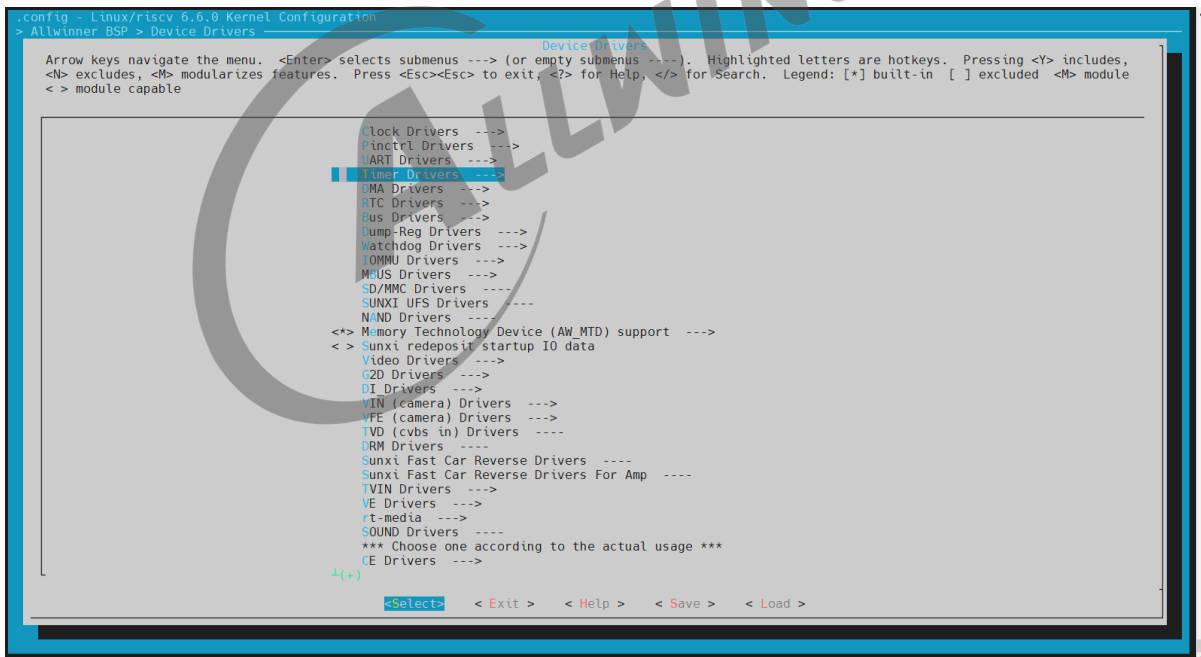 .config - Linux/riscv 6.6.0 Kernel Configuration
> Allwinner BSP > Device Drivers
Device Drivers
Arrow keys navigate the menu.  <Enter> selects submenus ---> (or empty submenus ----).  Highlighted letters are hotkeys.  Pressing <Y> includes,
<N> excludes, <M> modularizes features.  Press <Esc><Esc> to exit, <?> for Help, </> for Search.  Legend: [*] built-in  [ ] excluded  <M> module
< > module capable
Clock Drivers  --->
Pinctrl Drivers  --->
UART Drivers  --->
Timer Drivers  --->
DMA Drivers  --->
RTC Drivers  --->
Bus Drivers  --->
Dump-Reg Drivers  --->
Watchdog Drivers  --->
IOMMU Drivers  --->
MBUS Drivers  --->
SD/MMC Drivers  ----
SUNXI UFS Drivers  ----
NAND Drivers  ----
<*> Memory Technology Device (AW_MTD) support  --->
< > Sunxi redeposit startup IO data
Video Drivers  --->
G2D Drivers  --->
DI_Drivers  --->
VIN (camera) Drivers  --->
VFE (camera) Drivers  --->
TVD (cvbs in) Drivers  ----
DRM Drivers  ----
Sunxi Fast Car Reverse Drivers  ----
Sunxi Fast Car Reverse Drivers For Amp  ----
TVIN Drivers  --->
VE Drivers  --->
rt-media  --->
SOUND Drivers  ----
*** Choose one according to the actual usage ***
CE Drivers  --->
┴(+)
<Select>    < Exit >    < Help >    < Save >    < Load >
ALLWIN